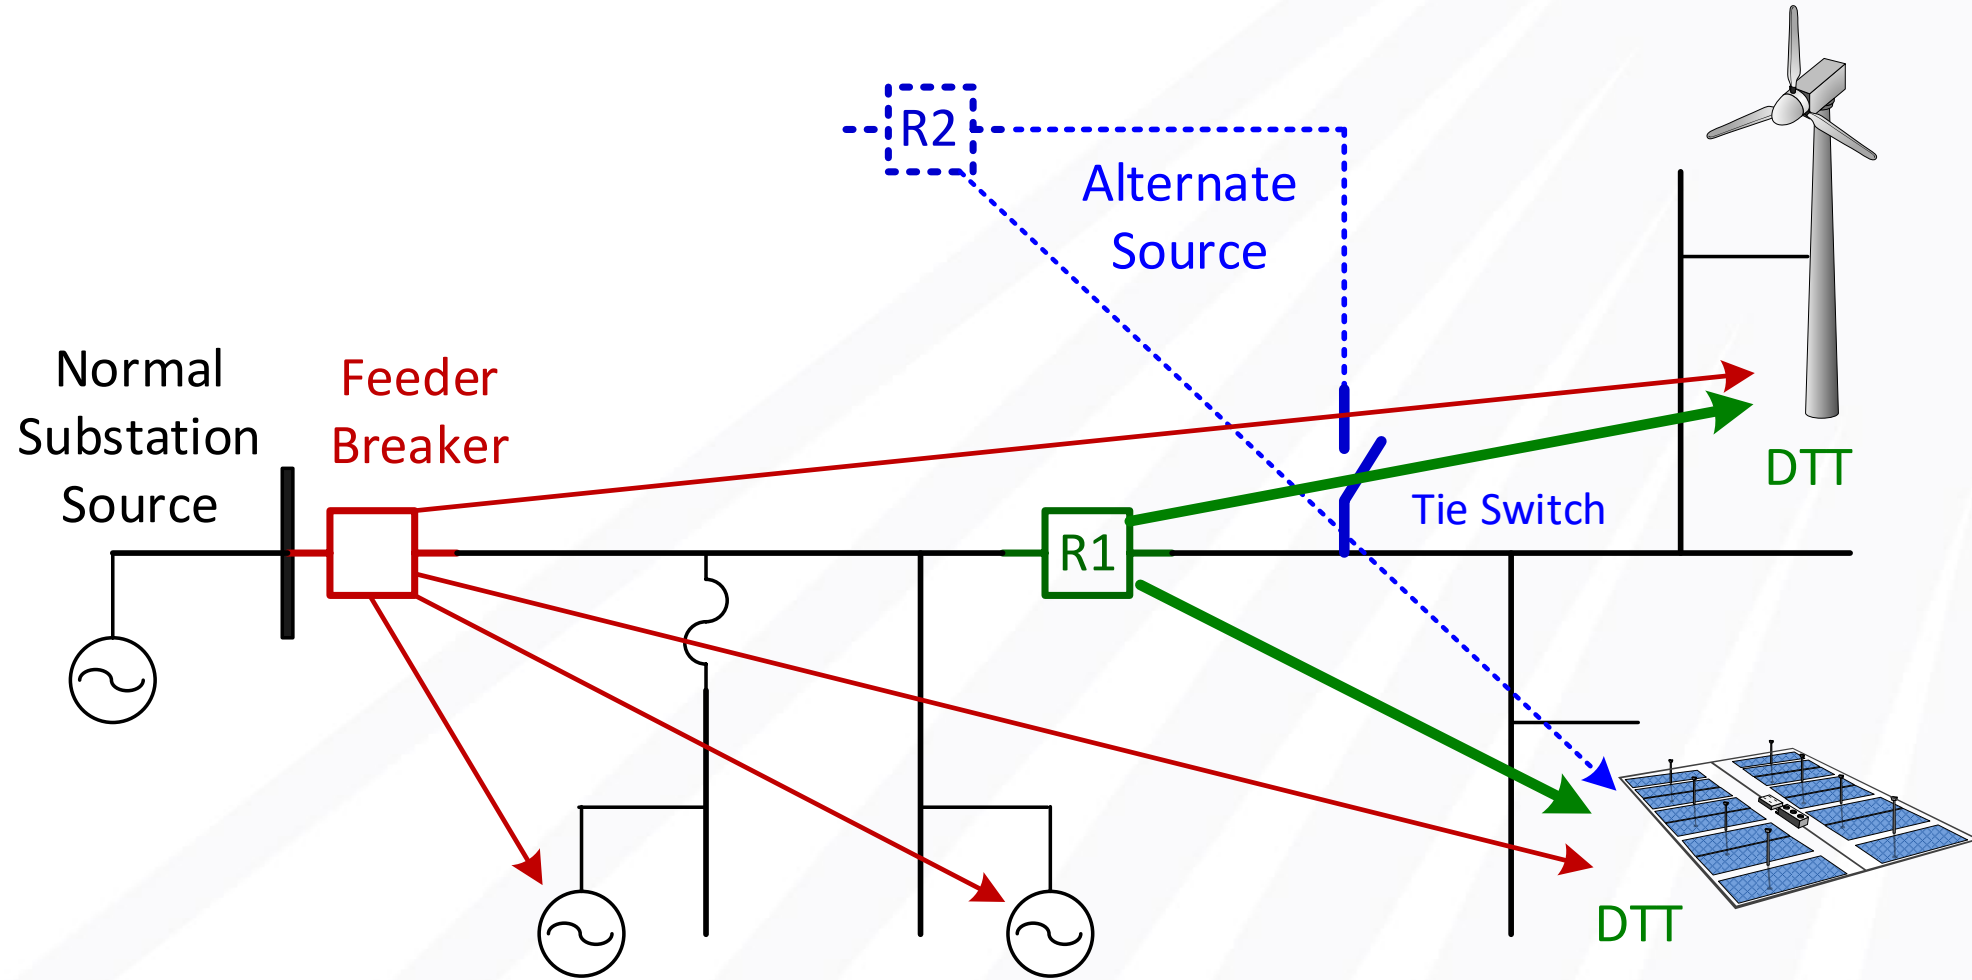 R2
Alternate
Source
Normal
Substation
Source
Feeder
Breaker
DTT
Tie Switch
R1
DTT